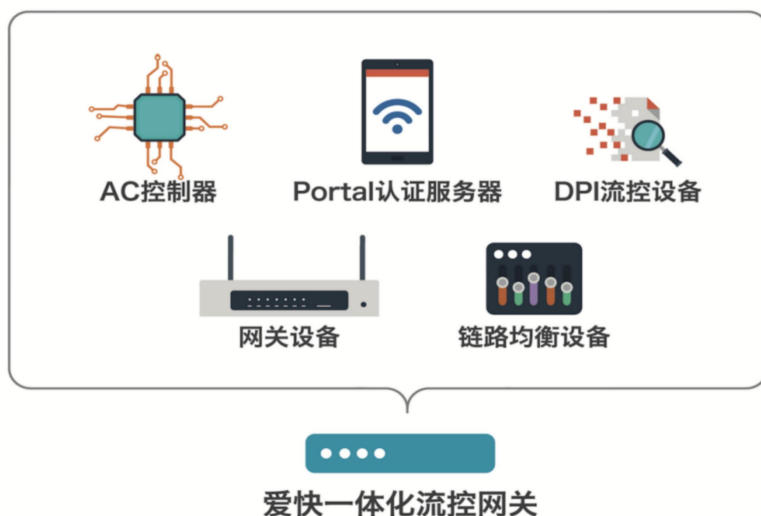 AC控制器
Portal认证服务器
DPI流控设备
网关设备
链路均衡设备
爱快一体化流控网关